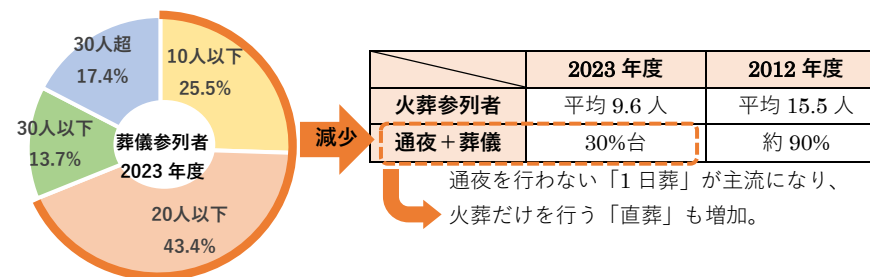 30人超
17.4%
10人以下
25.5%
30人以下
13.7%
葬儀参列者
2023 年度
20人以下
43.4%
減少
2023 年度
2012 年度
火葬参列者
平均 9.6 人
平均 15.5 人
通夜＋葬儀
30%台
約 90%
通夜を行わない「1 日葬」が主流になり、
火葬だけを行う「直葬」も増加。